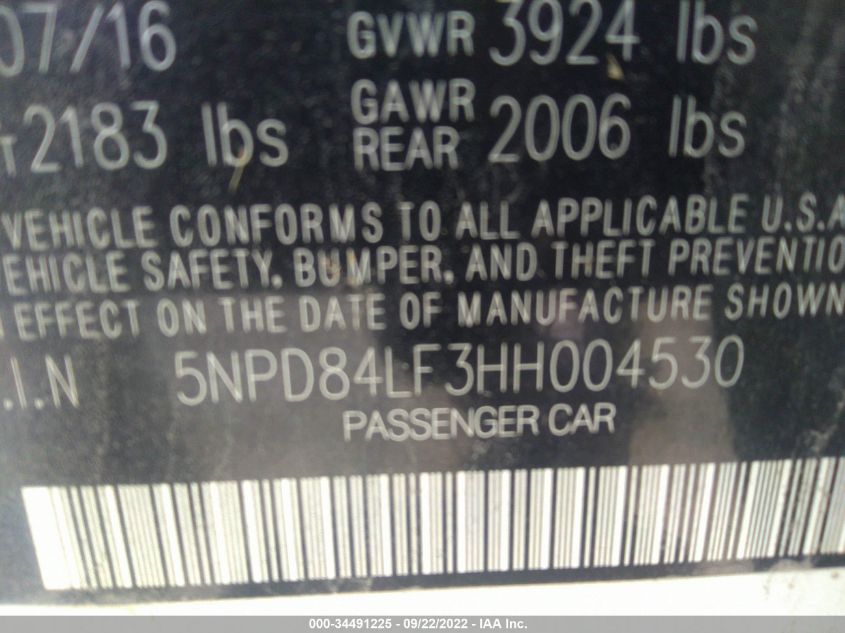 07/16 GVWR 3924 lbs
T 2183 lbs GAWR REAR 2006 lbs
VEHICLE CONFORMS TO ALL APPLICABLE U.S.A
EHICLE SAFETY, BUMPER, AND THEFT PREVENTIO
EFFECT ON THE DATE OF MANUFACTURE SHOWN
.I.N 5NPD84LF3HH004530
PASSENGER CAR
000-34491225 - 09/22/2022 - IAA Inc.